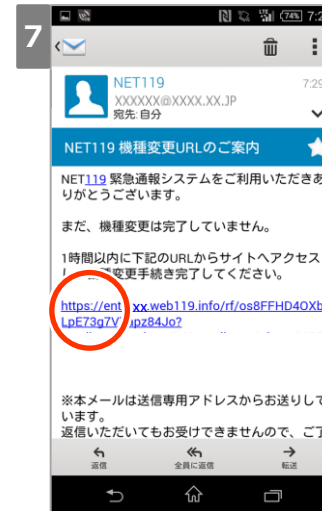 7
74% 7:2
NET119 7:29
XXXXXX@XXXX.XX.JP
宛先:自分
NET119 機種変更URLのご案内
NET119 緊急通報システムをご利用いただきあ
りがとうございます。
まだ、機種変更は完了していません。
1時間以内に下記のURLからサイトへアクセス
変更手続き完了してください。
https://ent xx.web119.info/rf/os8FFHD4OXb
LpE73g7V pz84Jo?
※本メールは送信専用アドレスからお送りして
います。
返信いただいてもお受けできませんので、ご了
返信 全員に返信 転送